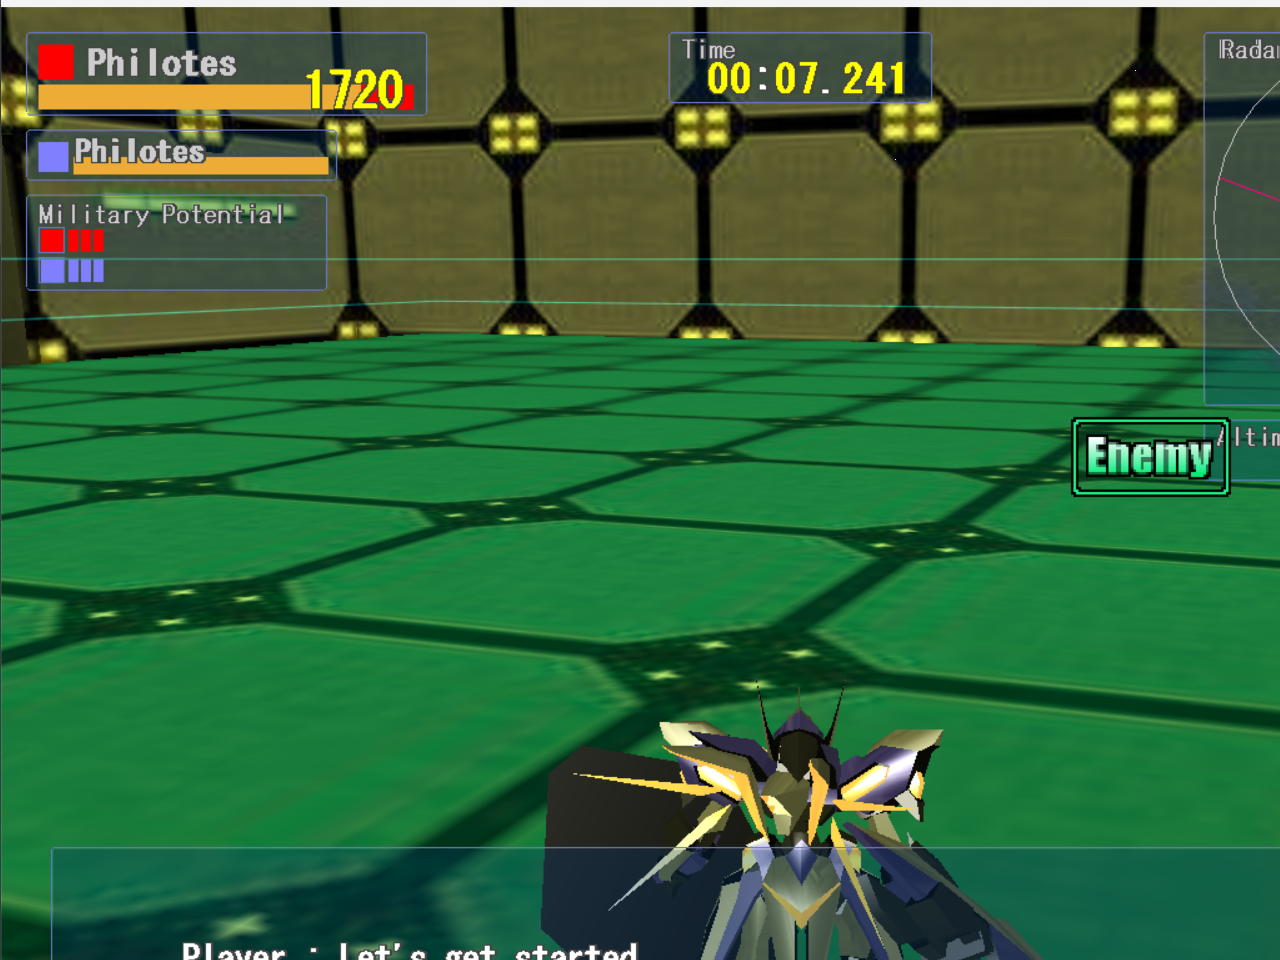 Philotes
1720
Time
00:07.241
Philotes
Military Potential
Enemy
Player : Let's get started